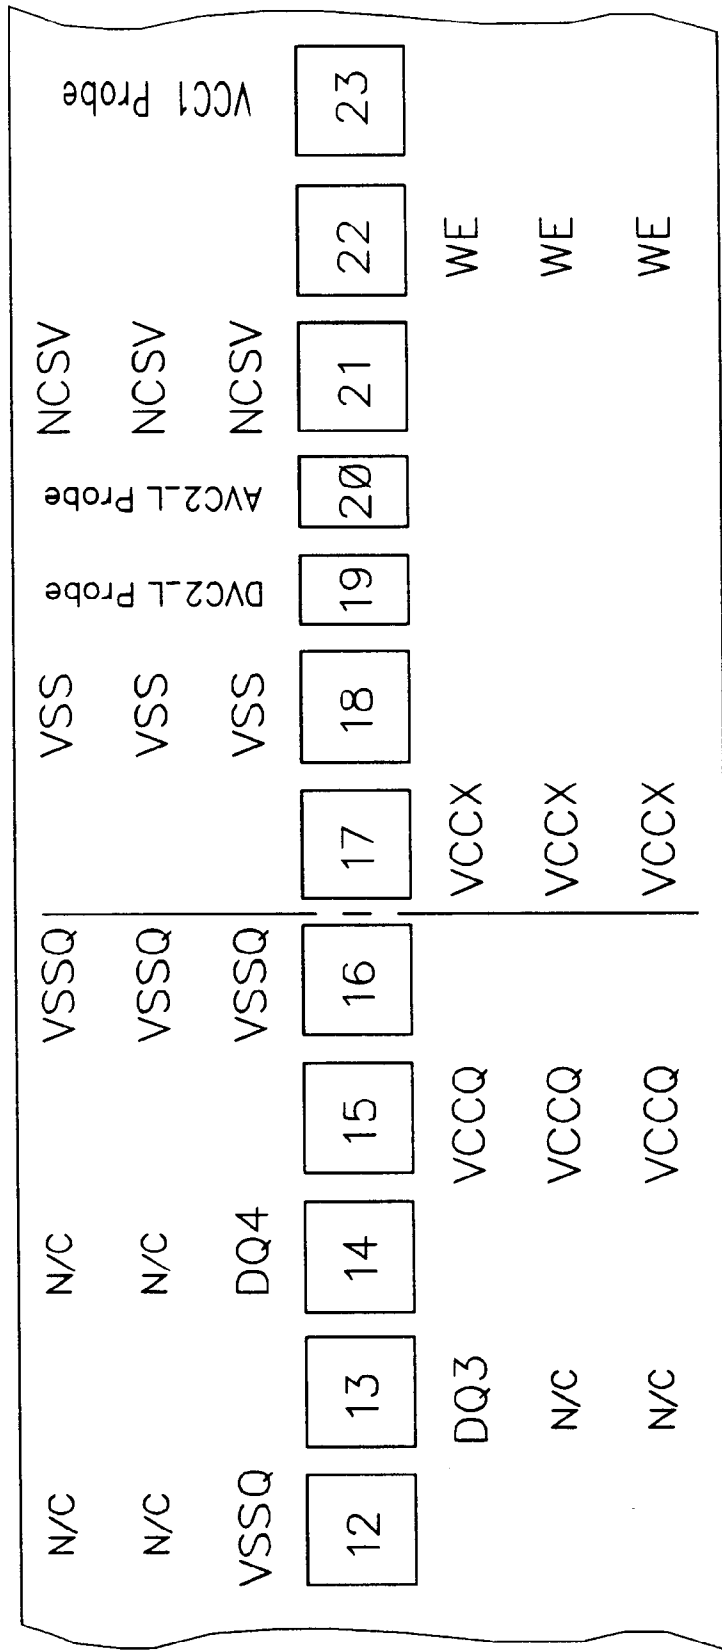 N/C N/C VSSQ VSS NCSV
N/C N/C VSSQ VSS NCSV
VSSQ DQ4 VSSQ VSS NCSV
DVC2_L Probe
AVC2_L Probe
VCC1 Probe
12 13 14 15 16 17 18 19 20 21 22 23
DQ3 VCCQ VCCX WE
N/C VCCQ VCCX WE
N/C VCCQ VCCX WE